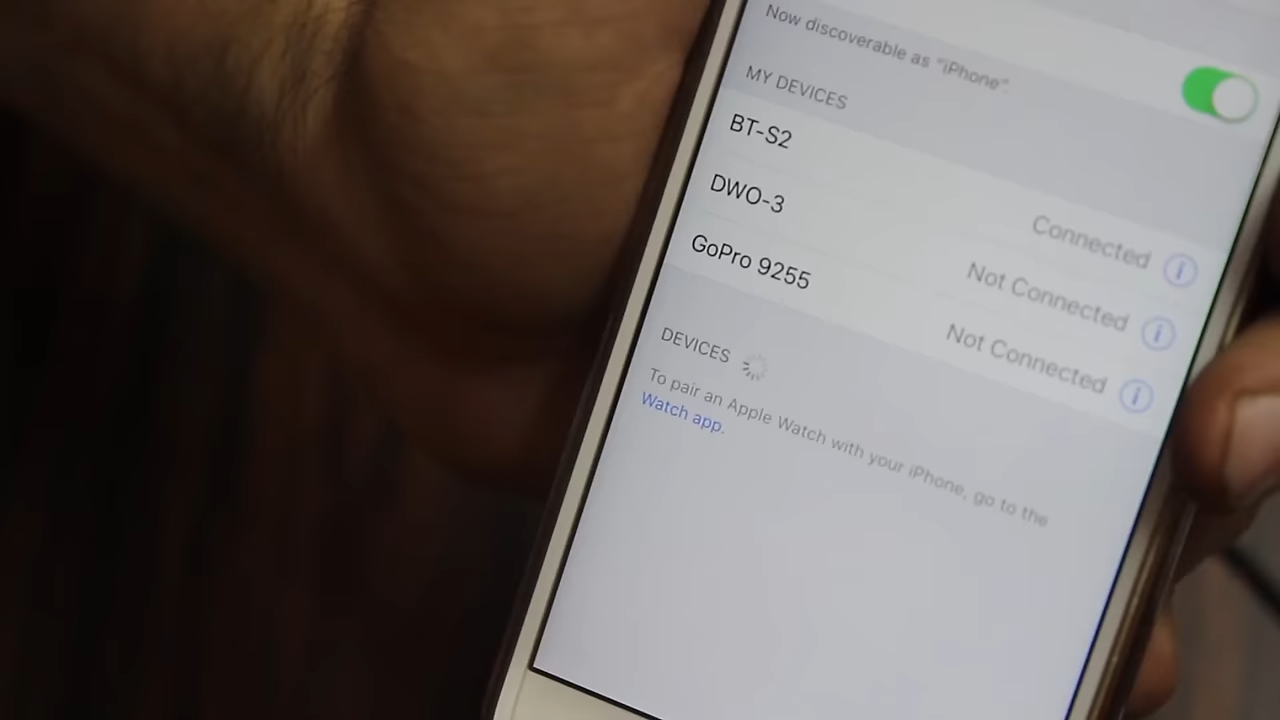 Now discoverable as "iPhone".
MY DEVICES
BT-S2 Connected
DWO-3 Not Connected
GoPro 9255 Not Connected
DEVICES
To pair an Apple Watch with your iPhone, go to the
Watch app.